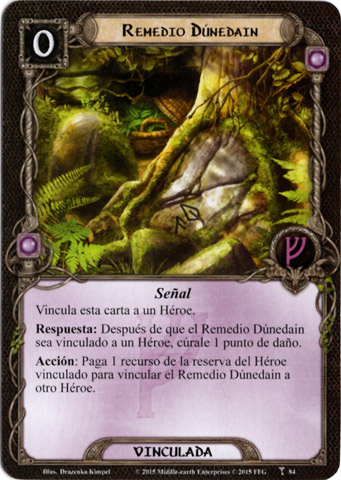 0
Remedio Dúnedain
Señal
Vincula esta carta a un Héroe.
Respuesta: Después de que el Remedio Dúnedain
sea vinculado a un Héroe, cúrale 1 punto de daño.
Acción: Paga 1 recurso de la reserva del Héroe
vinculado para vincular el Remedio Dúnedain a
otro Héroe.
VINCULADA
Illus. Drazenka Kimpel © 2015 Middle-earth Enterprises © 2015 FFG 84